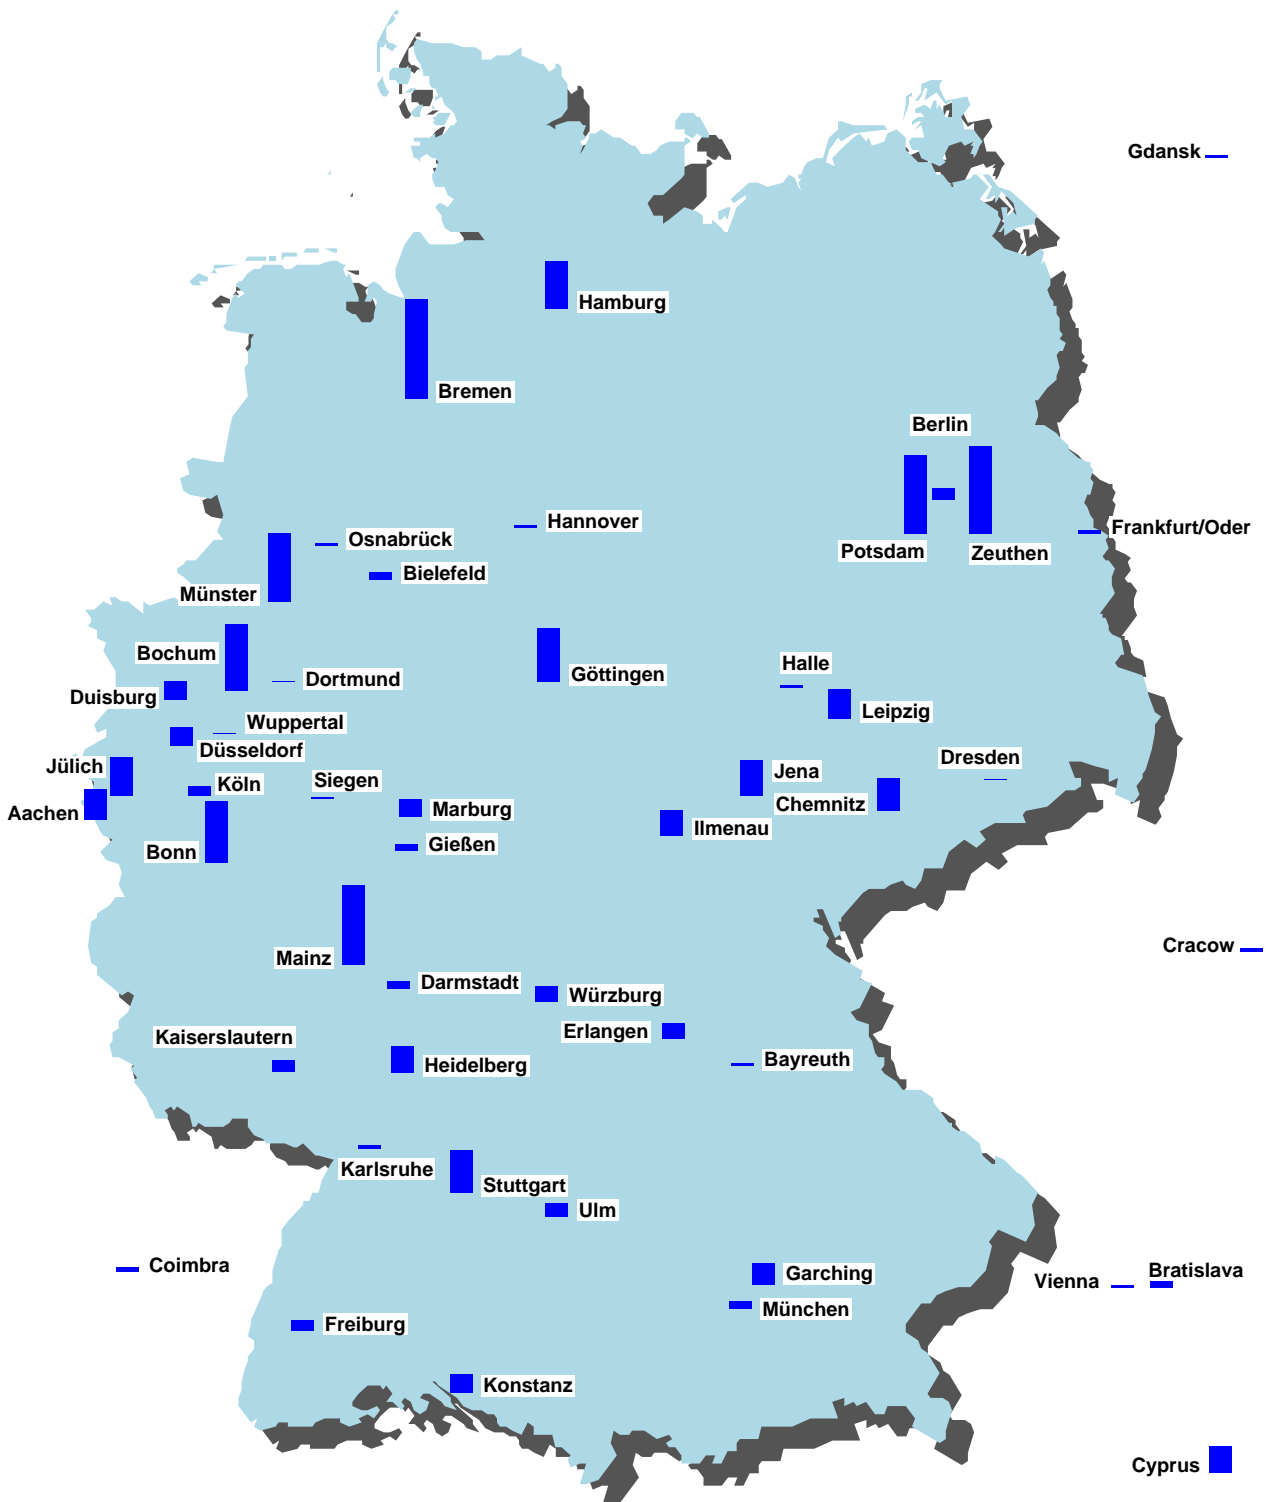 Gdansk
Hamburg
Bremen
Berlin
Hannover
Frankfurt/Oder
Osnabrück
Potsdam
Zeuthen
Bielefeld
Münster
Bochum
Halle
Göttingen
Dortmund
Duisburg
Leipzig
Wuppertal
Düsseldorf
Dresden
Jülich
Jena
Siegen
Köln
Chemnitz
Aachen
Marburg
Ilmenau
Gießen
Bonn
Cracow
Mainz
Darmstadt
Würzburg
Erlangen
Kaiserslautern
Bayreuth
Heidelberg
Karlsruhe
Stuttgart
Ulm
Coimbra
Garching
Bratislava
Vienna
München
Freiburg
Konstanz
Cyprus